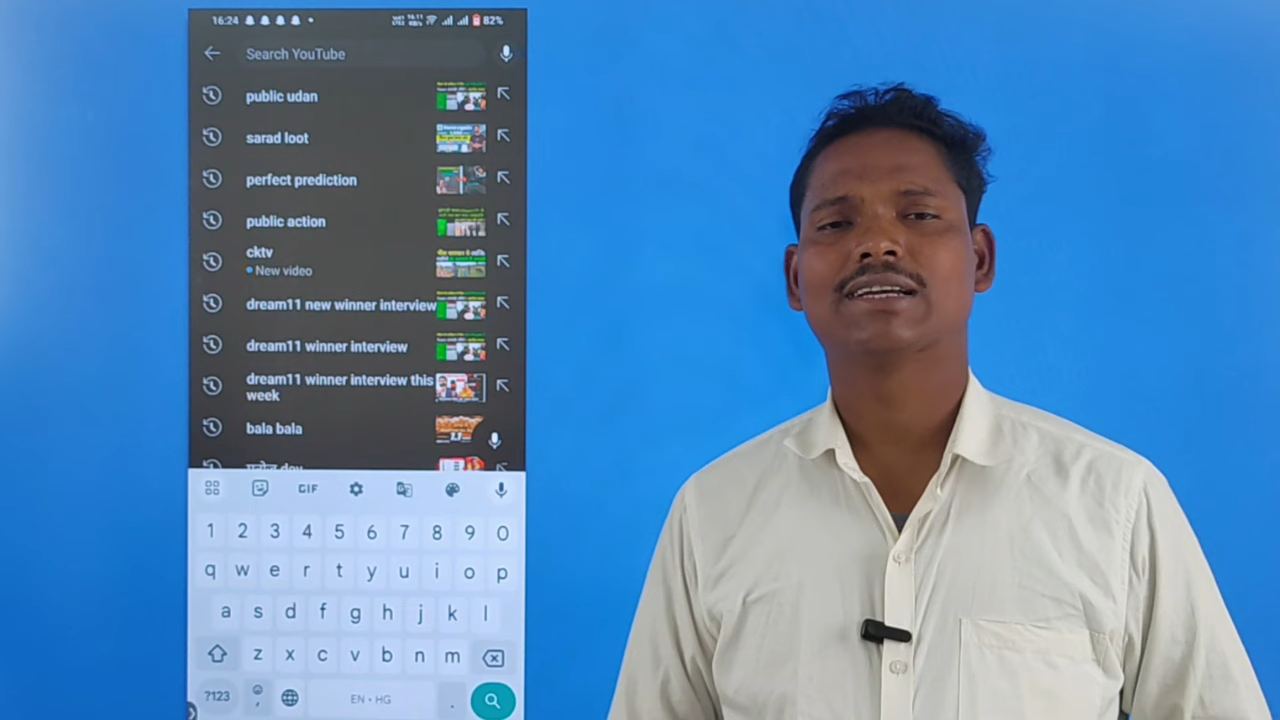 16:24
82%
Search YouTube
public udan
sarad loot
perfect prediction
public action
cktv
New video
dream11 new winner interview
dream11 winner interview
dream11 winner interview this
week
bala bala
GIF
1 2 3 4 5 6 7 8 9 0
q w e r t y u i o p
a s d f g h j k l
z x c v b n m
?123 , EN • HG .